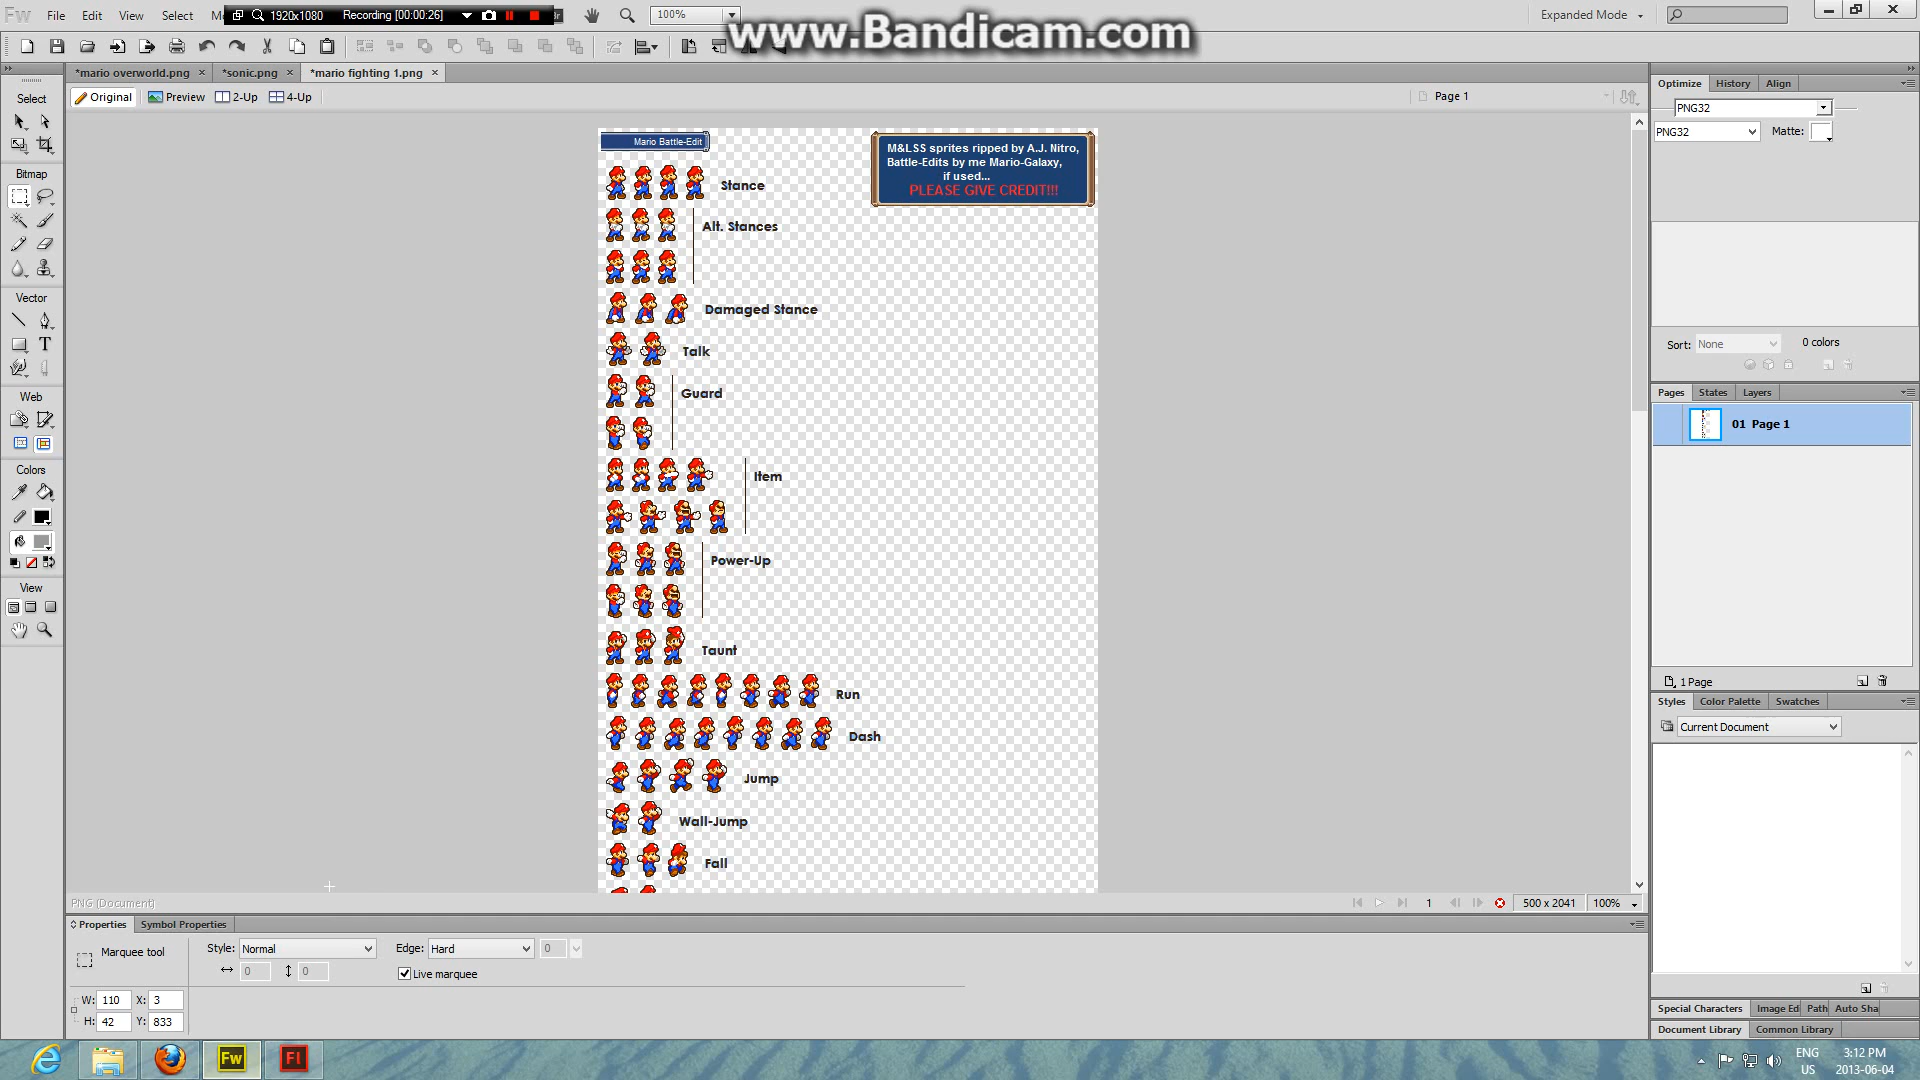 Fw File Edit View Select 1920x1080 Recording [00:00:26] 100% Expanded Mode
www.Bandicam.com
*mario overworld.png *sonic.png *mario fighting 1.png
Original Preview 2-Up 4-Up Page 1
Select
Bitmap
Vector
Web
Colors
View
Mario Battle-Edit
M&LSS sprites ripped by A.J. Nitro,
Battle-Edits by me Mario-Galaxy,
if used...
PLEASE GIVE CREDIT!!!
Stance
Alt. Stances
Damaged Stance
Talk
Guard
Item
Power-Up
Taunt
Run
Dash
Jump
Wall-Jump
Fall
Optimize History Align
PNG32
PNG32 Matte:
Sort: None 0 colors
Pages States Layers
01 Page 1
1 Page
Styles Color Palette Swatches
Current Document
Special Characters Image Ed Path Auto Sha
Document Library Common Library
PNG (Document) 1 500 x 2041 100%
Properties Symbol Properties
Marquee tool Style: Normal Edge: Hard 0
0 0 Live marquee
W: 110 X: 3
H: 42 Y: 833
Fw Fl
ENG 3:12 PM
US 2013-06-04